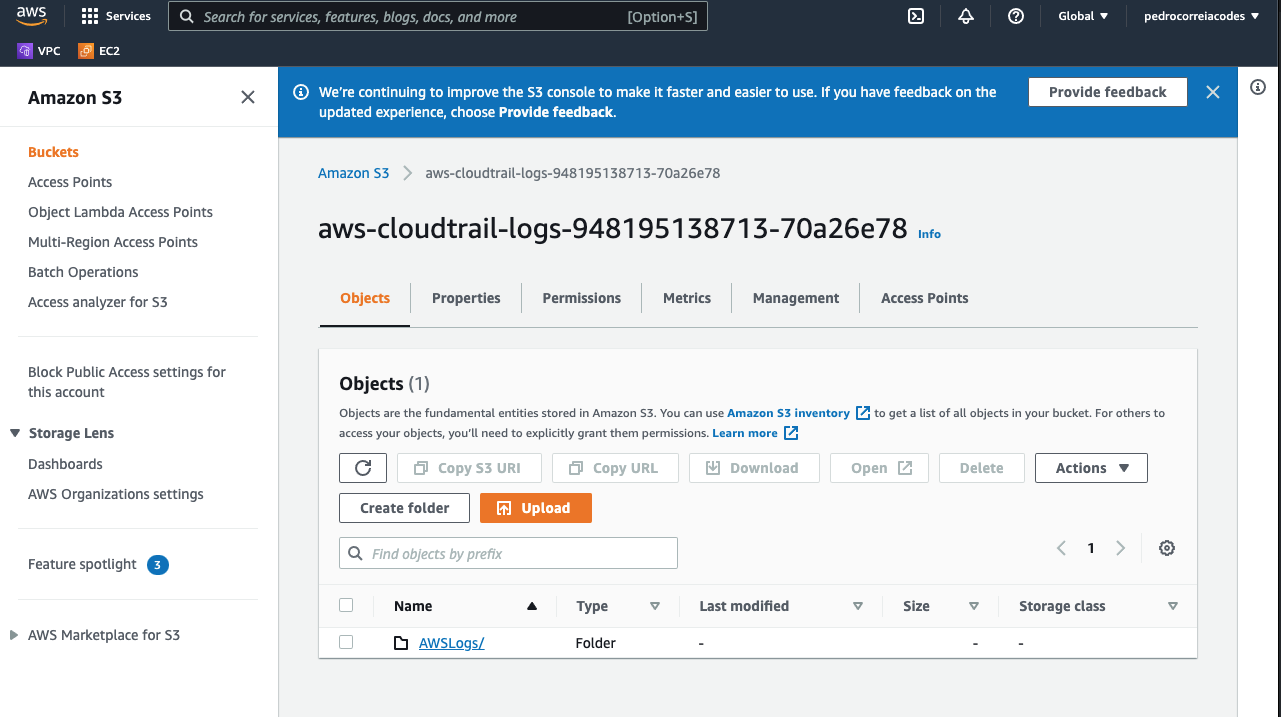 aws
Services
Search for services, features, blogs, docs, and more
[Option+S]
Global
pedrocorreiacodes
VPC
EC2
Amazon S3
Buckets
Access Points
Object Lambda Access Points
Multi-Region Access Points
Batch Operations
Access analyzer for S3
Block Public Access settings for
this account
Storage Lens
Dashboards
AWS Organizations settings
Feature spotlight 3
AWS Marketplace for S3
We're continuing to improve the S3 console to make it faster and easier to use. If you have feedback on the
updated experience, choose Provide feedback.
Provide feedback
Amazon S3
aws-cloudtrail-logs-948195138713-70a26e78
aws-cloudtrail-logs-948195138713-70a26e78 Info
Objects
Properties
Permissions
Metrics
Management
Access Points
Objects (1)
Objects are the fundamental entities stored in Amazon S3. You can use Amazon S3 inventory to get a list of all objects in your bucket. For others to
access your objects, you'll need to explicitly grant them permissions. Learn more
Copy S3 URI
Copy URL
Download
Open
Delete
Actions
Create folder
Upload
Find objects by prefix
1
Name
Type
Last modified
Size
Storage class
AWSLogs/
Folder
-
-
-